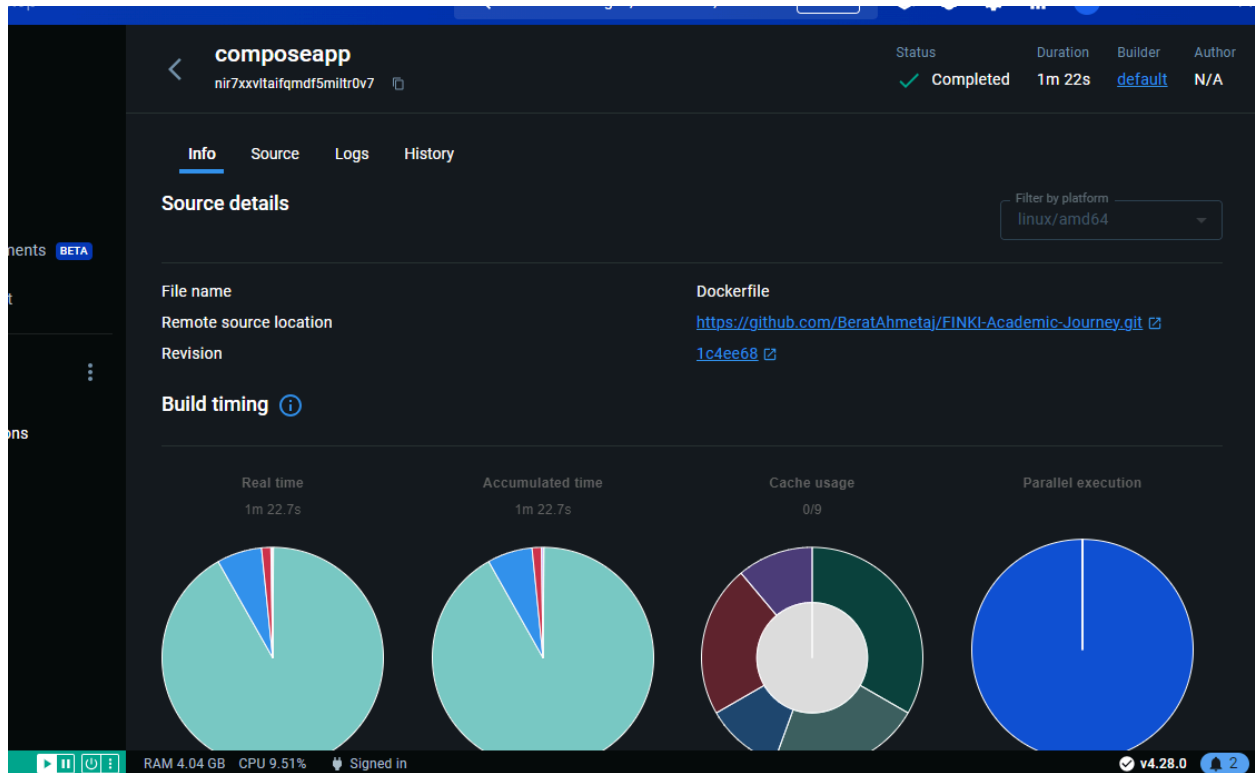 composeapp
nir7xxvltaifqmdf5miltr0v7
Status
Completed
Duration
1m 22s
Builder
default
Author
N/A
Info Source Logs History
Source details
Filter by platform
linux/amd64
BETA
File name Dockerfile
Remote source location https://github.com/BeratAhmetaj/FINKI-Academic-Journey.git
Revision 1c4ee68
Build timing
Real time
1m 22.7s
Accumulated time
1m 22.7s
Cache usage
0/9
Parallel execution
RAM 4.04 GB CPU 9.51% Signed in v4.28.0 2